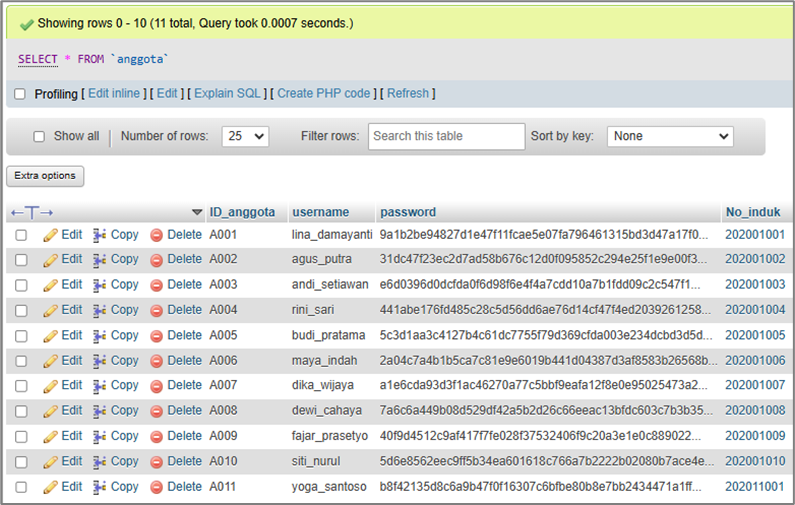 Showing rows 0 - 10 (11 total, Query took 0.0007 seconds.)
SELECT * FROM `anggota`
Profiling [ Edit inline ] [ Edit ] [ Explain SQL ] [ Create PHP code ] [ Refresh ]
Show all | Number of rows: 25 Filter rows: Search this table Sort by key: None
Extra options
←T→ ID_anggota username password No_induk
Edit Copy Delete A001 lina_damayanti 9a1b2be94827d1e47f11fcae5e07fa796461315bd3d47a17f0... 202001001
Edit Copy Delete A002 agus_putra 31dc47f23ec2d7ad58b676c12d0f095852c294e25f1e9e00f3... 202001002
Edit Copy Delete A003 andi_setiawan e6d0396d0dcfda0f6d98f6e4f4a7cdd10a7b1fdd09c2c547f1... 202001003
Edit Copy Delete A004 rini_sari 441abe176fd485c28c5d56dd6ae76d14cf47f4ed2039261258... 202001004
Edit Copy Delete A005 budi_pratama 5c3d1aa3c4127b4c61dc7755f79d369cfda003e234dcbd3d5d... 202001005
Edit Copy Delete A006 maya_indah 2a04c7a4b1b5ca7c81e9e6019b441d04387d3af8583b26568b... 202001006
Edit Copy Delete A007 dika_wijaya a1e6cda93d3f1ac46270a77c5bbf9eafa12f8e0e95025473a2... 202001007
Edit Copy Delete A008 dewi_cahaya 7a6c6a449b08d529df42a5b2d26c66eeac13bfdc603c7b3b35... 202001008
Edit Copy Delete A009 fajar_prasetyo 40f9d4512c9af417f7fe028f37532406f9c20a3e1e0c889022... 202001009
Edit Copy Delete A010 siti_nurul 5d6e8562eec9ff5b34ea601618c766a7b2222b02080b7ace4e... 202001010
Edit Copy Delete A011 yoga_santoso b8f42135d8c6a9b47f0f16307c6bfbe80b8e7bb2434471a1ff... 202011001